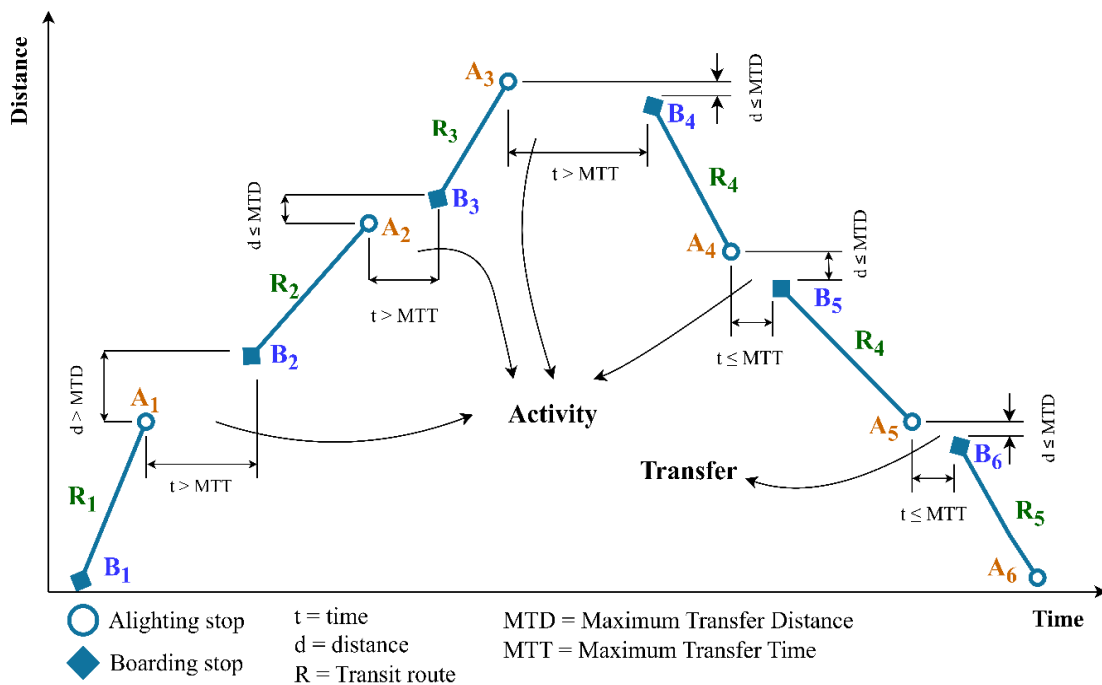 Distance
A3
d ≤ MTD
R3
B4
t > MTT
R4
d ≤ MTD
B3
A2
A4
d ≤ MTD
R2
t > MTT
B5
t ≤ MTT
R4
B2
d > MTD
A1
Activity
A5
d ≤ MTD
B6
Transfer
t > MTT
R1
t ≤ MTT
R5
B1
A6
Time
Alighting stop
Boarding stop
t = time
d = distance
R = Transit route
MTD = Maximum Transfer Distance
MTT = Maximum Transfer Time